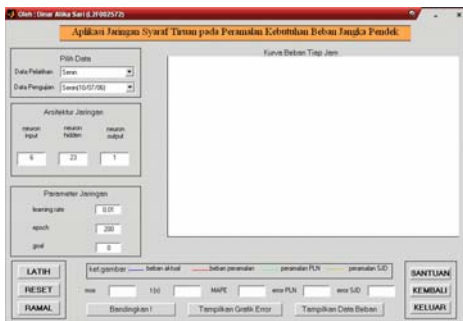 Oleh : Dinar Atika Sari (L2F002572)
Aplikasi Jaringan Syaraf Tiruan pada Peramalan Kebutuhan Beban Jangka Pendek
Pilih Data
Data Pelatihan
Senin
Data Pengujian
Senin(10/07/06)
Arsitektur Jaringan
neuron input
neuron hidden
neuron output
6
23
1
Parameter Jaringan
learning rate
0.01
epoch
200
goal
0
Kurva Beban Tiap Jam
LATIH
RESET
RAMAL
ket.gambar
beban aktual
beban peramalan
peramalan PLN
peramalan SJD
mse
t (s)
MAPE
error PLN
error SJD
Bandingkan !
Tampilkan Grafik Error
Tampilkan Data Beban
SANTUAN
KEMBALI
KELUAR